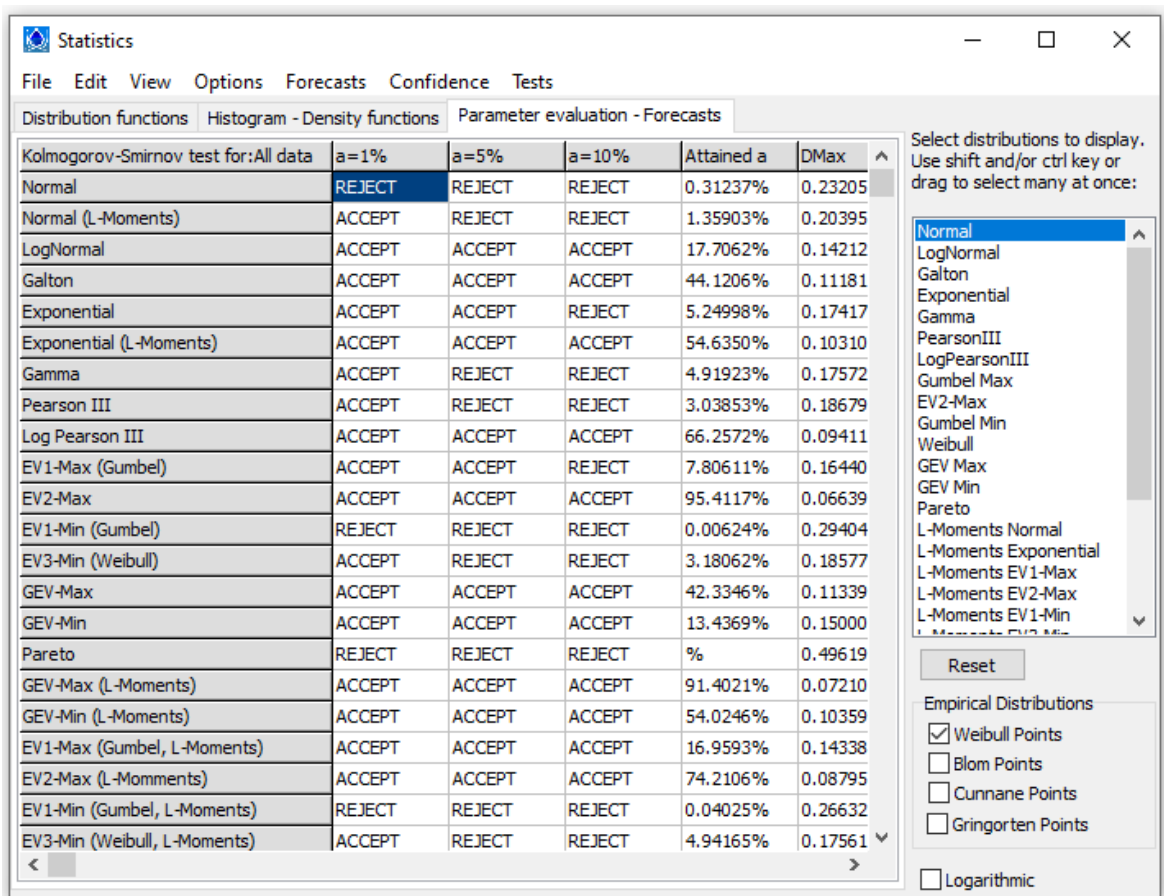 Statistics
File Edit View Options Forecasts Confidence Tests
Distribution functions Histogram - Density functions Parameter evaluation - Forecasts
Kolmogorov-Smirnov test for:All data a=1% a=5% a=10% Attained a DMax
Normal REJECT REJECT REJECT 0.31237% 0.23205
Normal (L-Moments) ACCEPT REJECT REJECT 1.35903% 0.20395
LogNormal ACCEPT ACCEPT ACCEPT 17.7062% 0.14212
Galton ACCEPT ACCEPT ACCEPT 44.1206% 0.11181
Exponential ACCEPT ACCEPT REJECT 5.24998% 0.17417
Exponential (L-Moments) ACCEPT ACCEPT ACCEPT 54.6350% 0.10310
Gamma ACCEPT REJECT REJECT 4.91923% 0.17572
Pearson III ACCEPT REJECT REJECT 3.03853% 0.18679
Log Pearson III ACCEPT ACCEPT ACCEPT 66.2572% 0.09411
EV1-Max (Gumbel) ACCEPT ACCEPT REJECT 7.80611% 0.16440
EV2-Max ACCEPT ACCEPT ACCEPT 95.4117% 0.06639
EV1-Min (Gumbel) REJECT REJECT REJECT 0.00624% 0.29404
EV3-Min (Weibull) ACCEPT REJECT REJECT 3.18062% 0.18577
GEV-Max ACCEPT ACCEPT ACCEPT 42.3346% 0.11339
GEV-Min ACCEPT ACCEPT ACCEPT 13.4369% 0.15000
Pareto REJECT REJECT REJECT % 0.49619
GEV-Max (L-Moments) ACCEPT ACCEPT ACCEPT 91.4021% 0.07210
GEV-Min (L-Moments) ACCEPT ACCEPT ACCEPT 54.0246% 0.10359
EV1-Max (Gumbel, L-Moments) ACCEPT ACCEPT ACCEPT 16.9593% 0.14338
EV2-Max (L-Momments) ACCEPT ACCEPT ACCEPT 74.2106% 0.08795
EV1-Min (Gumbel, L-Moments) REJECT REJECT REJECT 0.04025% 0.26632
EV3-Min (Weibull, L-Moments) ACCEPT REJECT REJECT 4.94165% 0.17561
Select distributions to display.
Use shift and/or ctrl key or
drag to select many at once:
Normal
LogNormal
Galton
Exponential
Gamma
PearsonIII
LogPearsonIII
Gumbel Max
EV2-Max
Gumbel Min
Weibull
GEV Max
GEV Min
Pareto
L-Moments Normal
L-Moments Exponential
L-Moments EV1-Max
L-Moments EV2-Max
L-Moments EV1-Min
Reset
Empirical Distributions
Weibull Points
Blom Points
Cunnane Points
Gringorten Points
Logarithmic